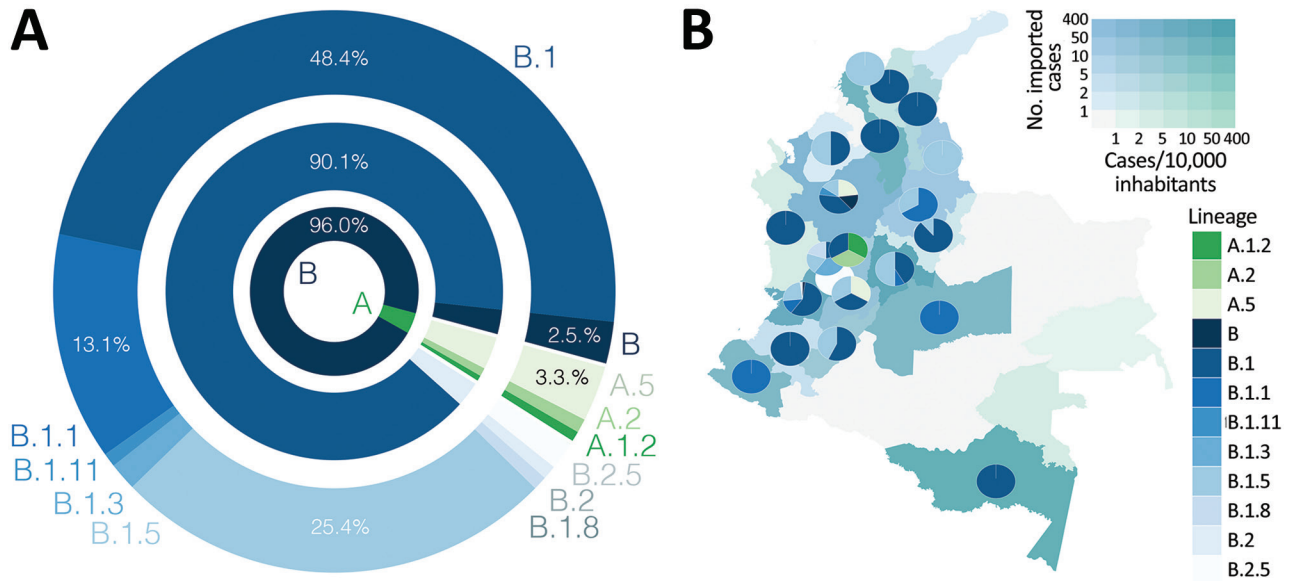 A
48.4%
B.1
90.1%
96.0%
B
A
2.5.%
B
3.3.%
A.5
A.2
A.1.2
B.2.5
B.2
B.1.8
25.4%
B.1.5
B.1.3
B.1.11
B.1.1
13.1%
B
No. imported
cases
400
50
10
5
2
1
1 2 5 10 50 400
Cases/10,000
inhabitants
Lineage
A.1.2
A.2
A.5
B
B.1
B.1.1
B.1.11
B.1.3
B.1.5
B.1.8
B.2
B.2.5